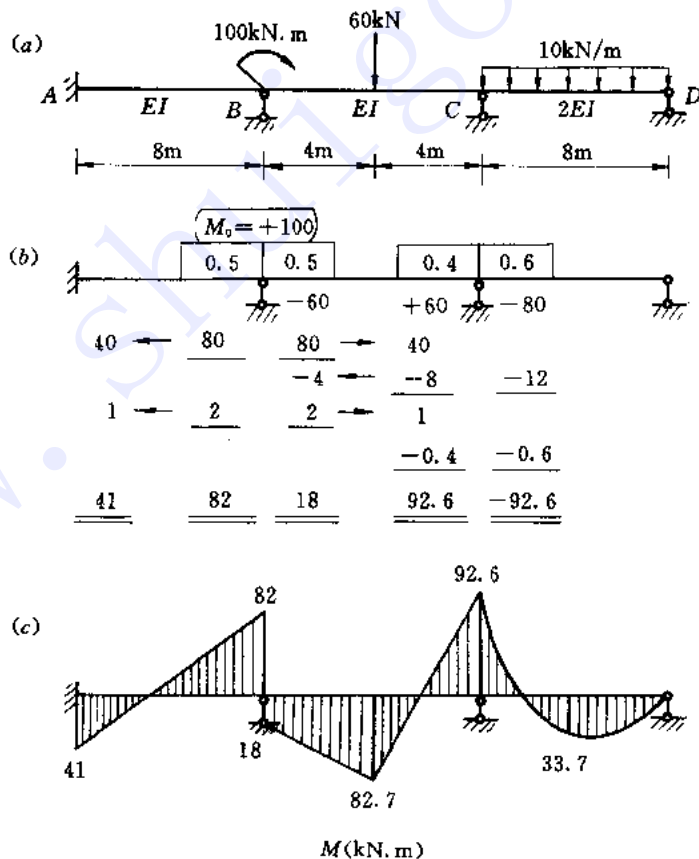 (a)
100kN. m
60kN
10kN/m
A
EI
B
EI
C
2EI
D
8m
4m
4m
8m
(M₀=+100)
(b)
0.5
0.5
0.4
0.6
-60
+60
-80
40 ← 80 80 → 40
-4 ← -8 -12
1 ← 2 2 → 1
-0.4 -0.6
41 82 18 92.6 -92.6
(c)
82
92.6
41
18
82.7
33.7
M(kN. m)